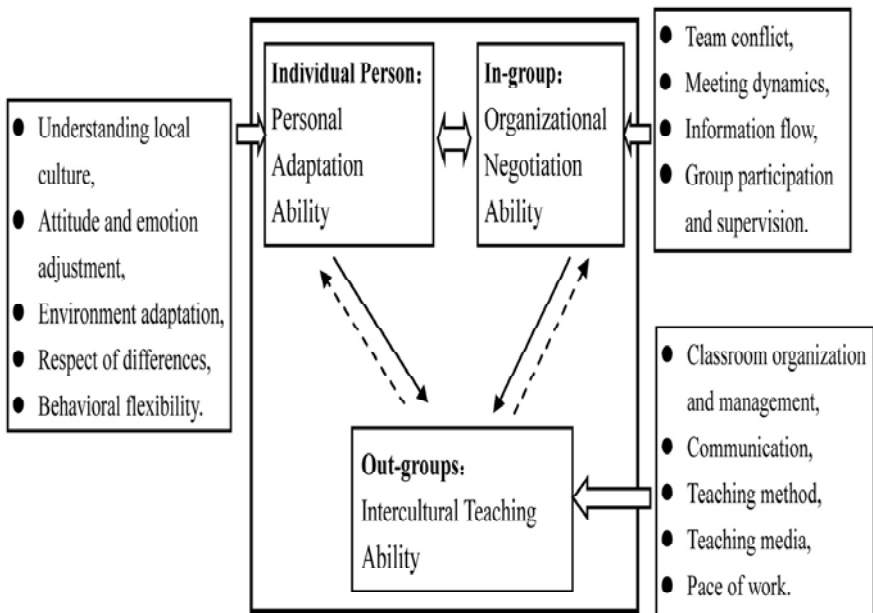 ● Understanding local
culture,
● Attitude and emotion
adjustment,
● Environment adaptation,
● Respect of differences,
● Behavioral flexibility.
Individual Person：
Personal
Adaptation
Ability
In-group：
Organizational
Negotiation
Ability
● Team conflict,
● Meeting dynamics,
● Information flow,
● Group participation
and supervision.
Out-groups：
Intercultural Teaching
Ability
● Classroom organization
and management,
● Communication,
● Teaching method,
● Teaching media,
● Pace of work.